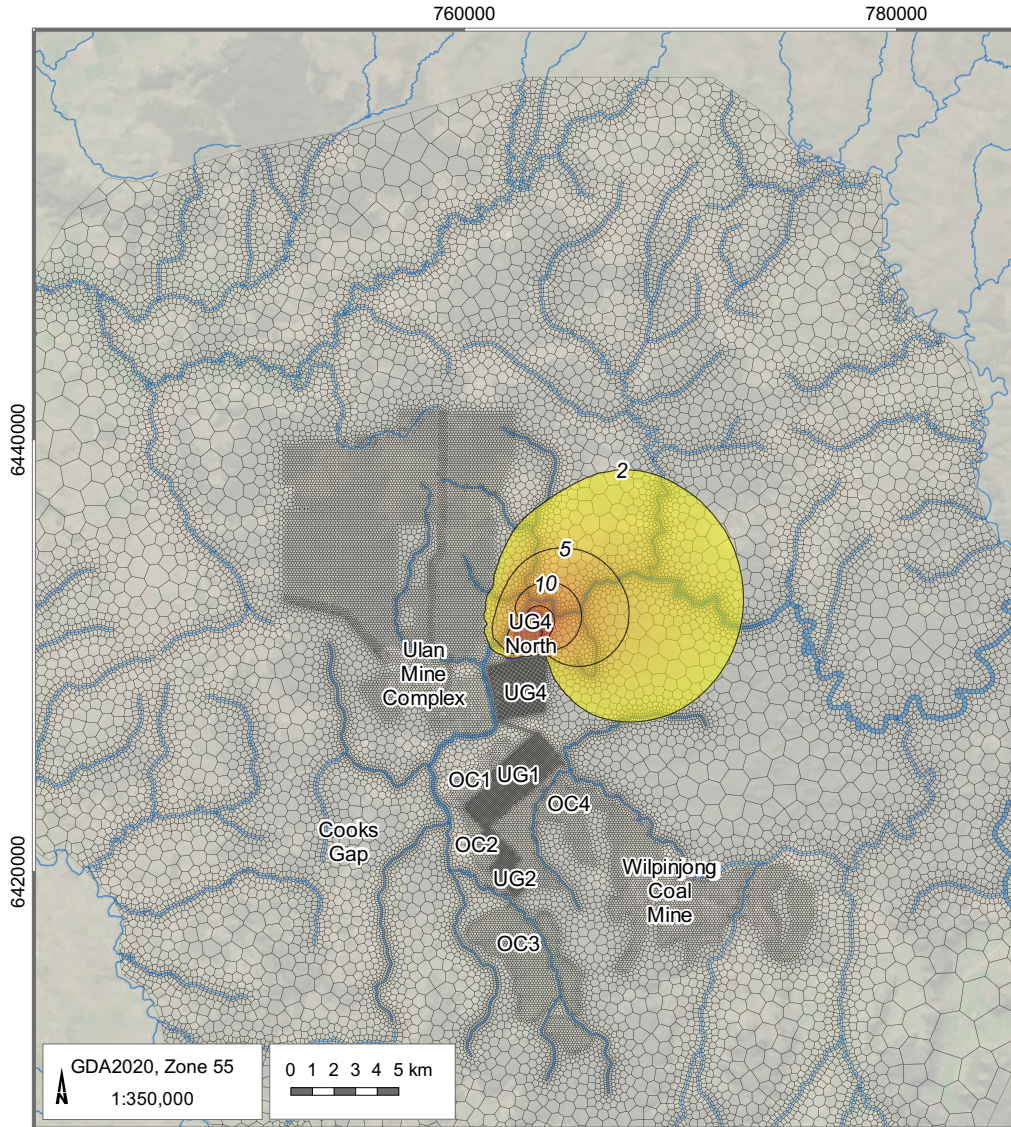 760000
780000
6440000
6420000
2
5
10
UG4
North
Ulan
Mine
Complex
UG4
OC1
UG1
OC4
Cooks
Gap
OC2
UG2
Wilpinjong
Coal
Mine
OC3
GDA2020, Zone 55
1:350,000
N
0 1 2 3 4 5 km